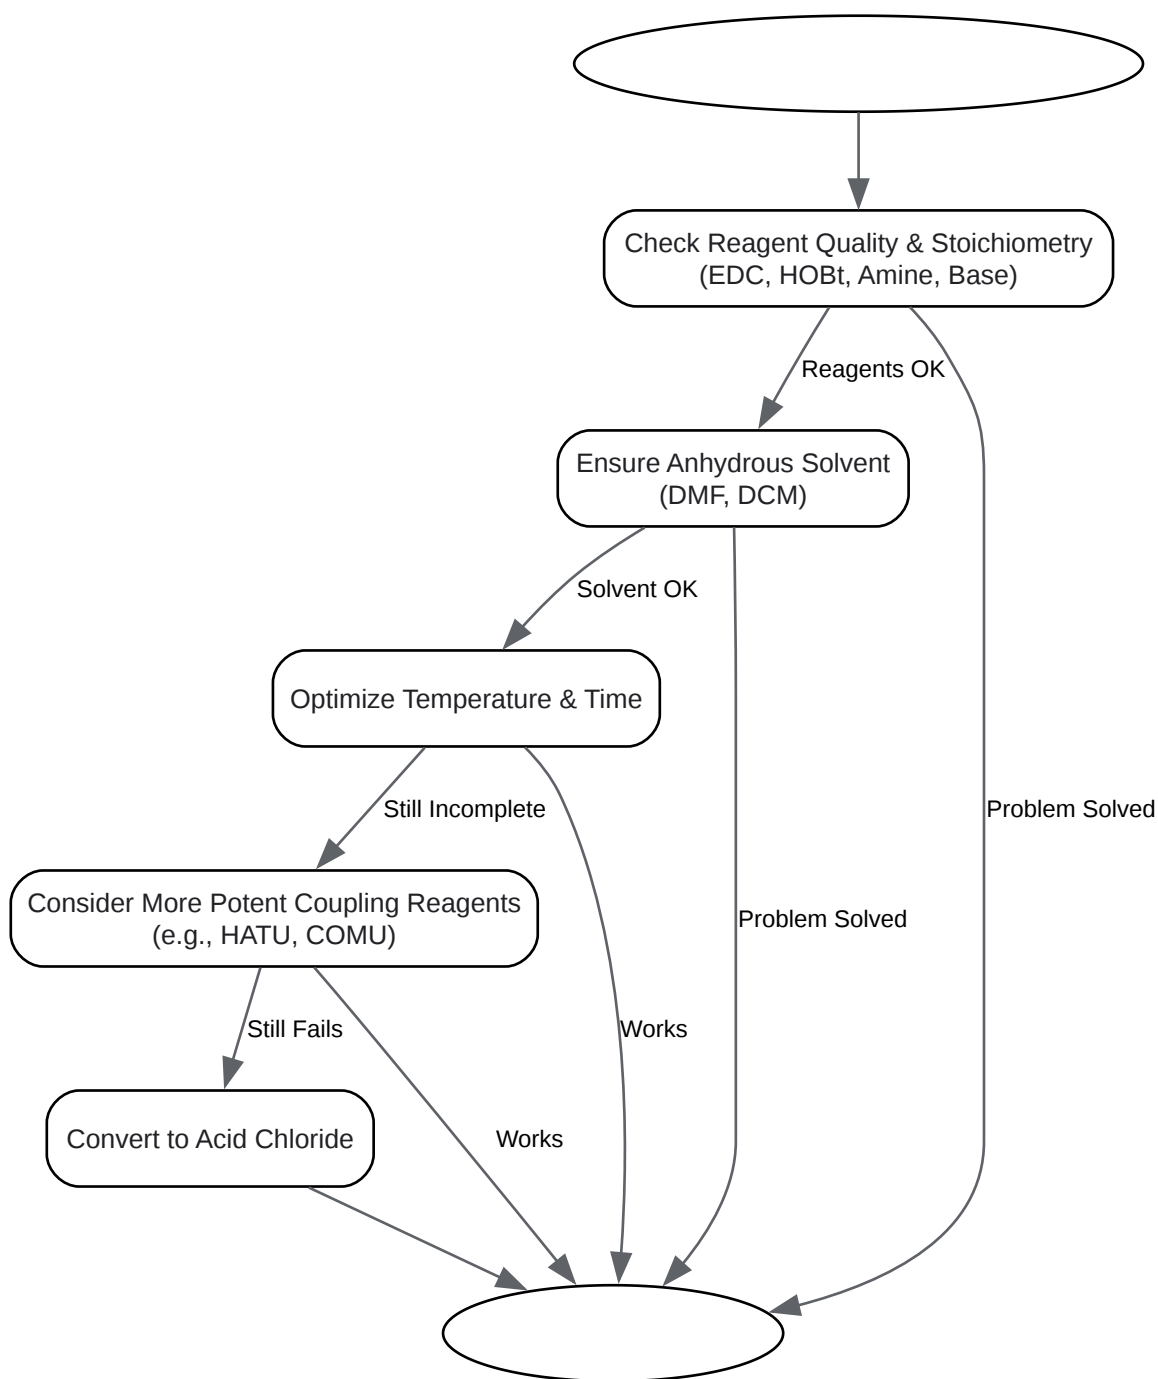 Check Reagent Quality & Stoichiometry
(EDC, HOBt, Amine, Base)
Reagents OK
Ensure Anhydrous Solvent
(DMF, DCM)
Solvent OK
Optimize Temperature & Time
Still Incomplete
Problem Solved
Consider More Potent Coupling Reagents
(e.g., HATU, COMU)
Problem Solved
Still Fails
Works
Convert to Acid Chloride
Works